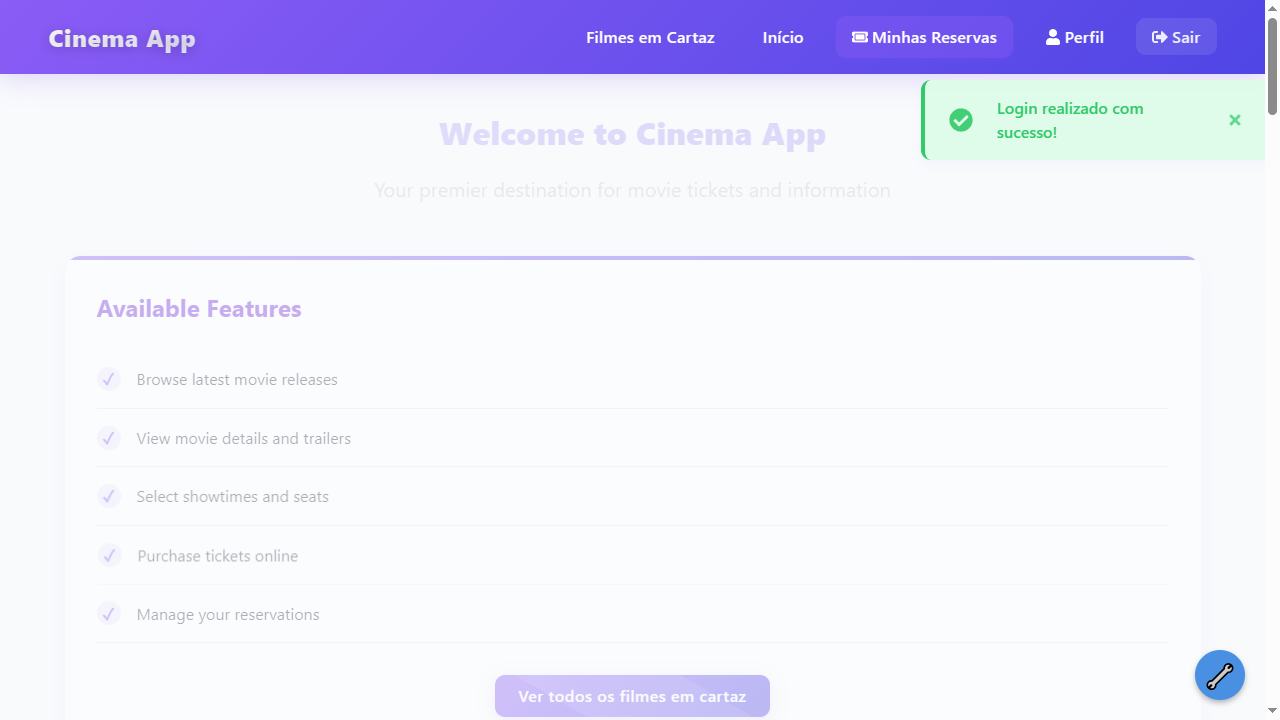 Cinema App
Filmes em Cartaz
Início
Minhas Reservas
Perfil
Sair
Login realizado com
sucesso!
Welcome to Cinema App
Your premier destination for movie tickets and information
Available Features
Browse latest movie releases
View movie details and trailers
Select showtimes and seats
Purchase tickets online
Manage your reservations
Ver todos os filmes em cartaz